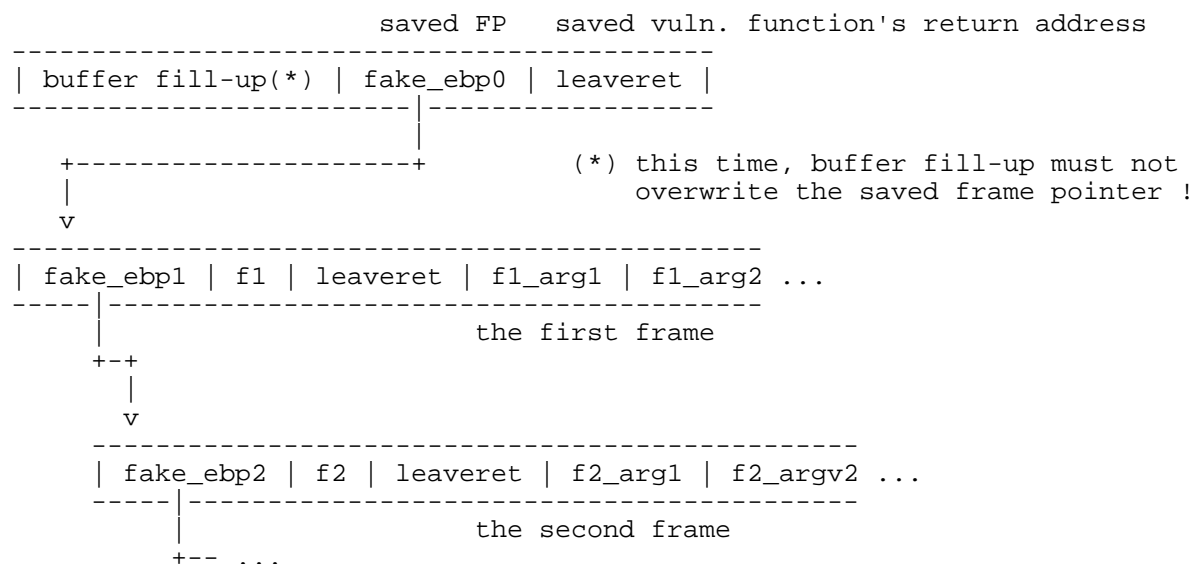 saved FP   saved vuln. function's return address
--------------------------------------------
| buffer fill-up(*) | fake_ebp0 | leaveret |
-------------------------|------------------
                         |
   +---------------------+         (*) this time, buffer fill-up must not
   |                                   overwrite the saved frame pointer !
   v
-----------------------------------------------
| fake_ebp1 | f1 | leaveret | f1_arg1 | f1_arg2 ...
-----|-----------------------------------------
     |                       the first frame
     +-+
       |
       v
     ------------------------------------------------
     | fake_ebp2 | f2 | leaveret | f2_arg1 | f2_argv2 ...
     -----|------------------------------------------
          |                  the second frame
          +-- ...